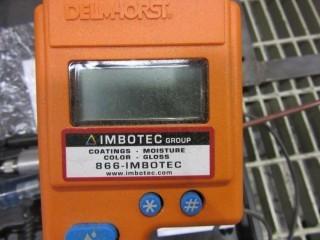 DELMHORST®
IMBOTEC GROUP
COATINGS - MOISTURE
COLOR - GLOSS
866-IMBOTEC
www.imbotec.com
* #